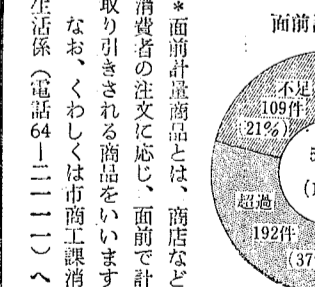 面前計
不足
109件
(21%)
超過
192件
(37
*面前計量商品とは、商店など
消費者の注文に応じ、面前で計
取り引きされる商品をいいます
なお、くわしくは市商工課消
生活係(電話64―二一一一)へ